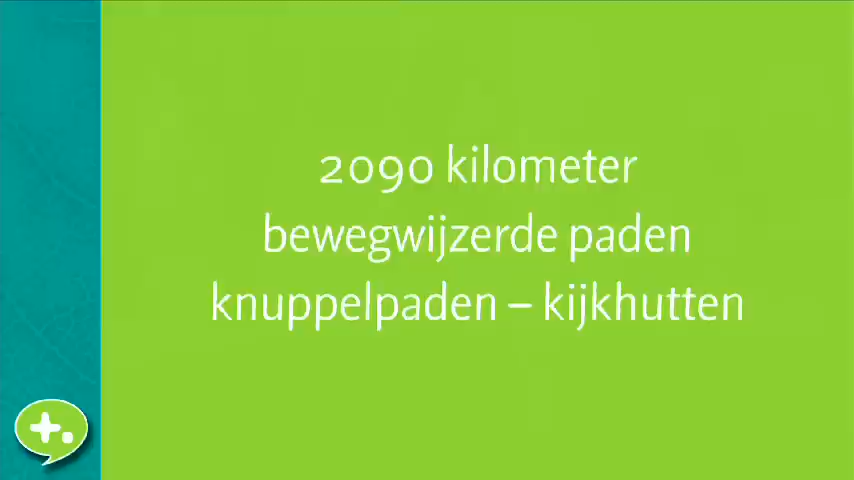 2090 kilometer
bewegwijzerde paden
knuppelpaden – kijkhutten